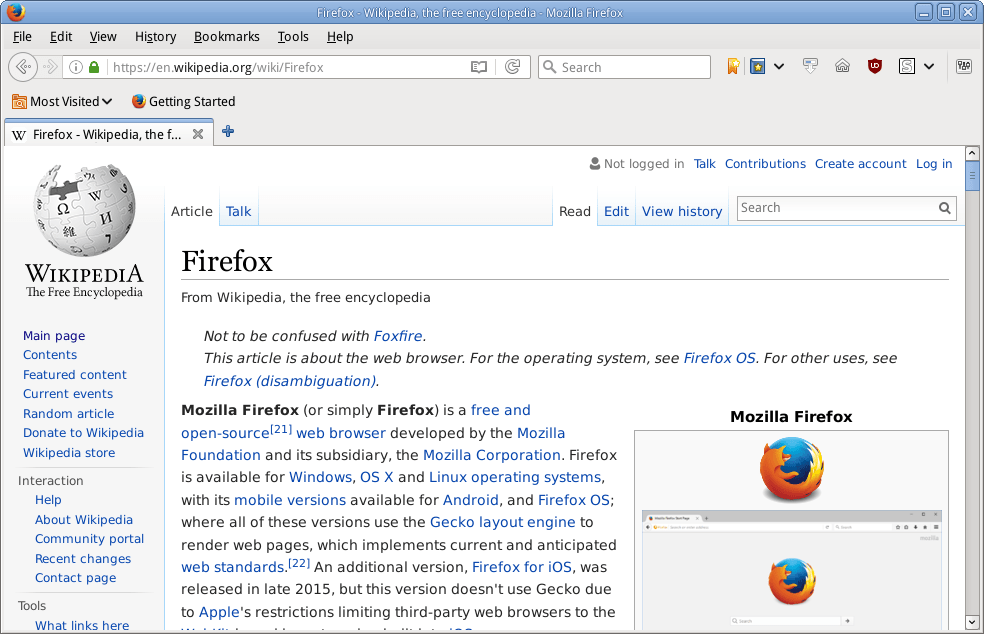 Firefox - Wikipedia, the free encyclopedia - Mozilla Firefox
File Edit View History Bookmarks Tools Help
https://en.wikipedia.org/wiki/Firefox Search
Most Visited Getting Started
W Firefox - Wikipedia, the f...
Not logged in Talk Contributions Create account Log in
Article Talk Read Edit View history Search
WIKIPEDIA
The Free Encyclopedia
Main page
Contents
Featured content
Current events
Random article
Donate to Wikipedia
Wikipedia store
Interaction
Help
About Wikipedia
Community portal
Recent changes
Contact page
Tools
What links here
Firefox
From Wikipedia, the free encyclopedia
Not to be confused with Foxfire.
This article is about the web browser. For the operating system, see Firefox OS. For other uses, see
Firefox (disambiguation).
Mozilla Firefox (or simply Firefox) is a free and
open-source[21] web browser developed by the Mozilla
Foundation and its subsidiary, the Mozilla Corporation. Firefox
is available for Windows, OS X and Linux operating systems,
with its mobile versions available for Android, and Firefox OS;
where all of these versions use the Gecko layout engine to
render web pages, which implements current and anticipated
web standards.[22] An additional version, Firefox for iOS, was
released in late 2015, but this version doesn't use Gecko due
to Apple's restrictions limiting third-party web browsers to the
Mozilla Firefox
Mozilla Firefox Start Page
mozilla
Search